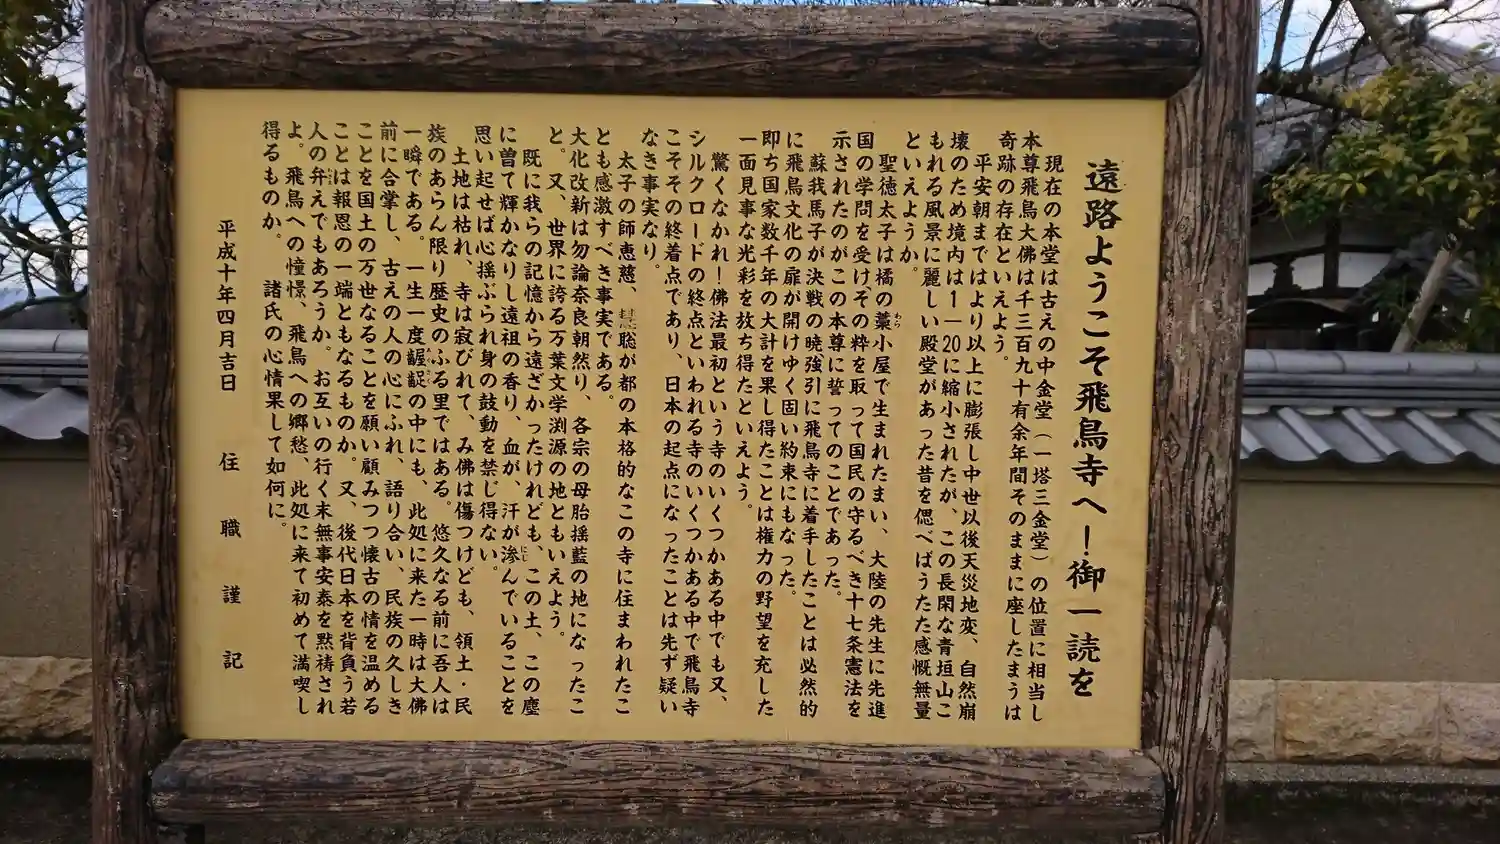 遠路ようこそ飛鳥寺へ！御一読を
現在の本堂は古えの中金堂（一塔三金堂）の位置に相当し
本尊飛鳥大佛は千三百九十有余年間そのままに座したまうは
奇跡の存在といえよう。
平安朝まではより以上に膨張し中世以後天災地変、自然崩
壊のため境内は1―20に縮小されたが、この長閑な青垣山こ
もれる風景に麗しい殿堂があった昔を偲べばうたた感慨無量
といえようか。
聖徳太子は橘の藁小屋で生まれたまい、大陸の先生に先進
わら
国の学問を受けその粋を取って国民の守るべき十七条憲法を
示されたのがこの本尊に誓ってのことであった。
蘇我馬子が決戦の暁強引に飛鳥寺に着手したことは必然的
に飛鳥文化の扉が開けゆく固い約束にもなった。
即ち国家数千年の大計を果し得たことは権力の野望を充した
一面見事な光彩を放ち得たといえよう。
驚くなかれ！佛法最初という寺のいくつかある中でも又、
シルクロードの終点といわれる寺のいくつかある中で飛鳥寺
こそその終着点であり、日本の起点になったことは先ず疑い
なき事実なり。
太子の師恵慈、慧聡が都の本格的なこの寺に住まわれたこ
とも感激すべき事実である。
大化改新は勿論奈良朝然り、各宗の母胎揺藍の地になったこ
と。又、世界に誇る万葉文学渕源の地ともいえよう。
既に我らの記憶から遠ざかったけれども、この土、この塵
に曽て輝かなりし遠祖の香り、血が、汗が滲んでいることを
にじ
思い起せば心揺ぶられ身の鼓動を禁じ得ない。
土地は枯れ、寺は寂びれて、み佛は傷つけども、領土・民
族のあらん限り歴史のふる里ではある。悠久なる前に吾人は
一瞬である。一生一度齷齪の中にも、此処に来た一時は大佛
前に合掌し、古えの人の心にふれ、語り合い、民族の久しき
ことを国土の万世なることを願い顧みつつ懐古の情を温める
ことは報恩の一端ともなるものか。又、後代日本を背負う若
人の弁えでもあろうか。お互いの行く末無事安泰を黙祷され
よ。飛鳥への憧憬、飛鳥への郷愁、此処に来て初めて満喫し
得るものか。諸氏の心情果して如何に。
平成十年四月吉日　住職謹記